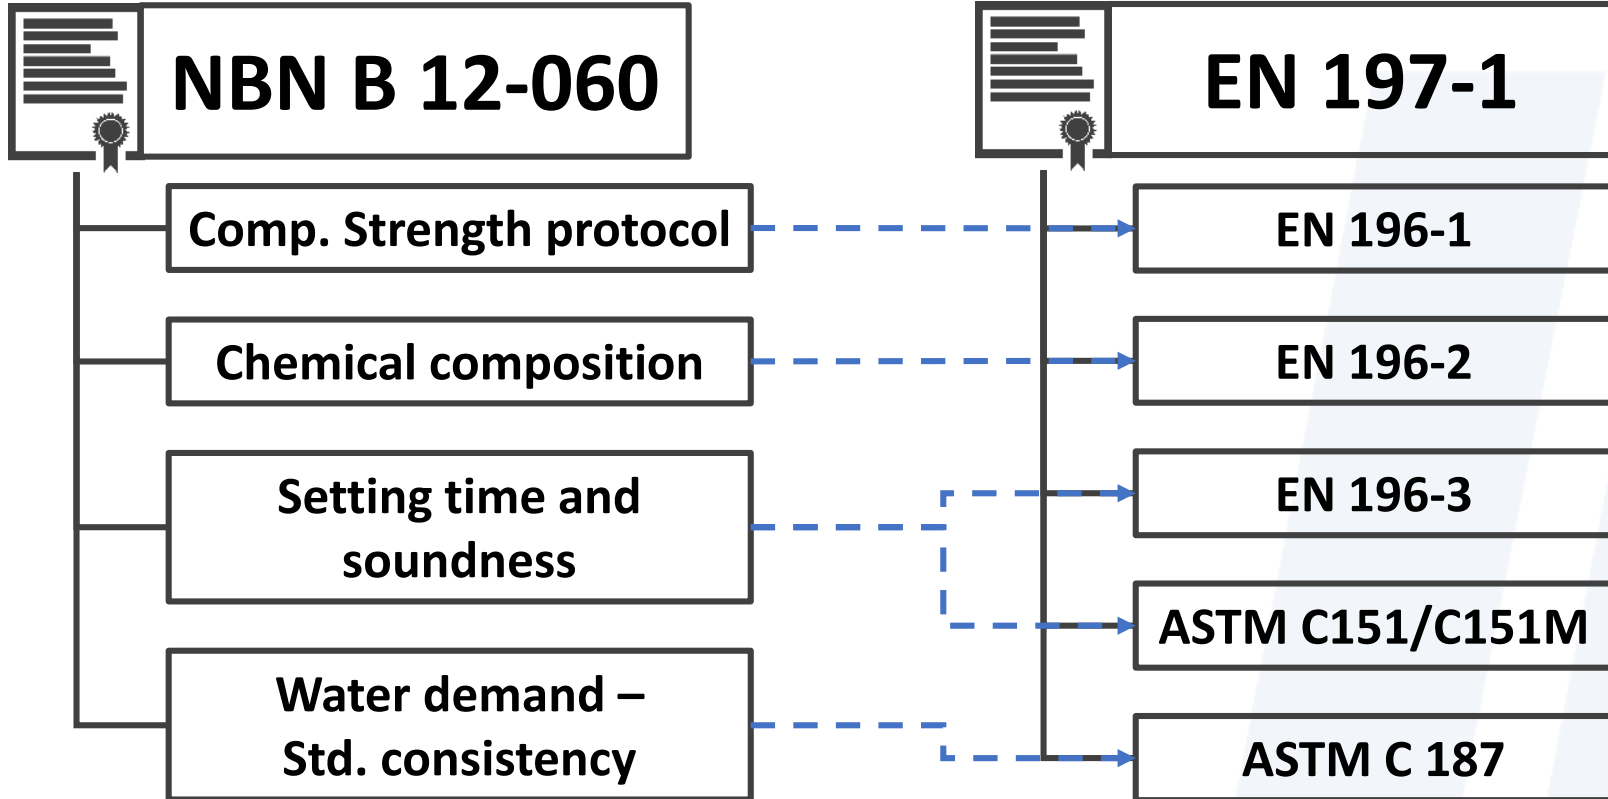 NBN B 12-060
Comp. Strength protocol
Chemical composition
Setting time and
soundness
Water demand –
Std. consistency
EN 197-1
EN 196-1
EN 196-2
EN 196-3
ASTM C151/C151M
ASTM C 187